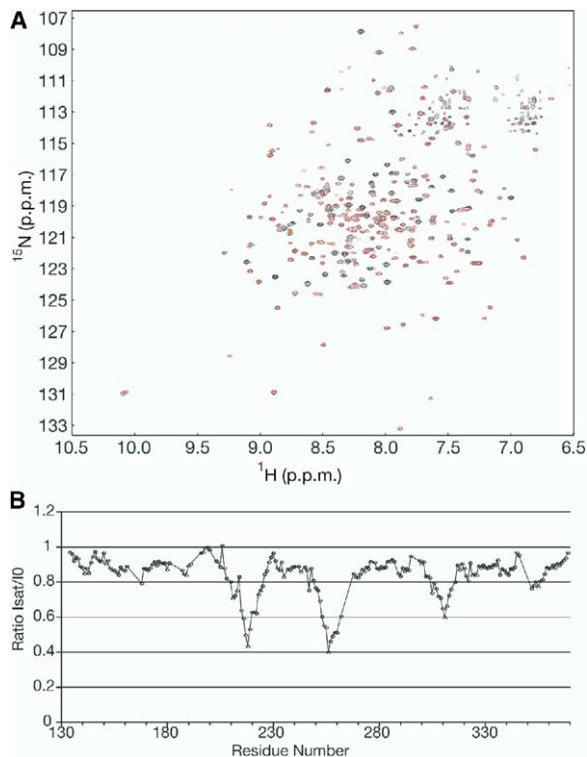 A
107
109
111
113
115
117
119
121
123
125
127
129
131
133
¹⁵N (p.p.m.)
10.5 10.0 9.5 9.0 8.5 8.0 7.5 7.0 6.5
¹H (p.p.m.)
B
1.2
1
0.8
0.6
0.4
0.2
0
Ratio Isat/I0
130 180 230 280 330
Residue Number